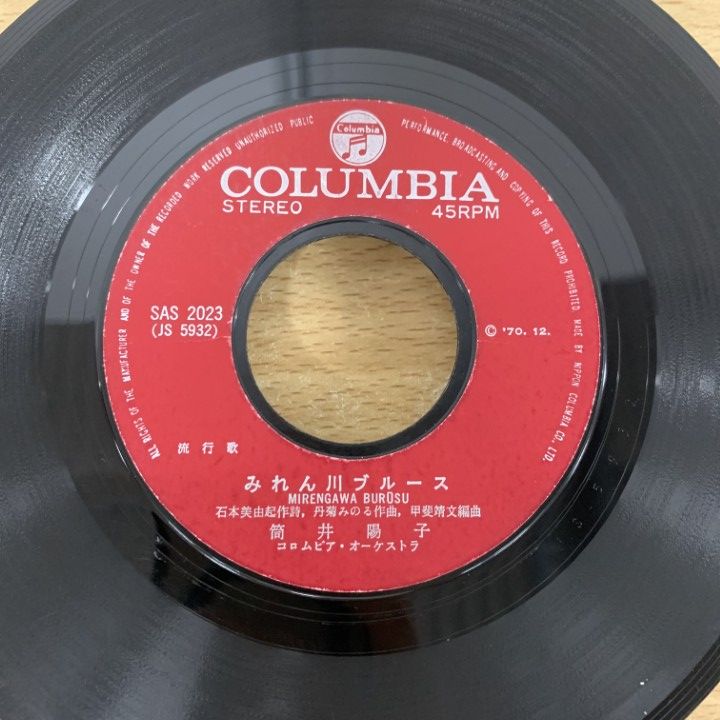 ALL RIGHTS OF THE MANUFACTURER AND OF THE OWNER OF THE RECORDED WORK RESERVED UNAUTHORIZED PUBLIC PERFORMANCE, BROADCASTING AND COPYING OF THIS RECORD PROHIBITED MADE BY NIPPON COLUMBIA CO., LTD.
Columbia
COLUMBIA
STEREO 45RPM
SAS 2023
(JS 5932)
© '70. 12.
流行歌
みれん川ブルース
MIRENGAWA BURŪSU
石本美由起作詩, 丹菊みのる作曲, 甲斐靖文編曲
筒井陽子
コロムビア・オーケストラ